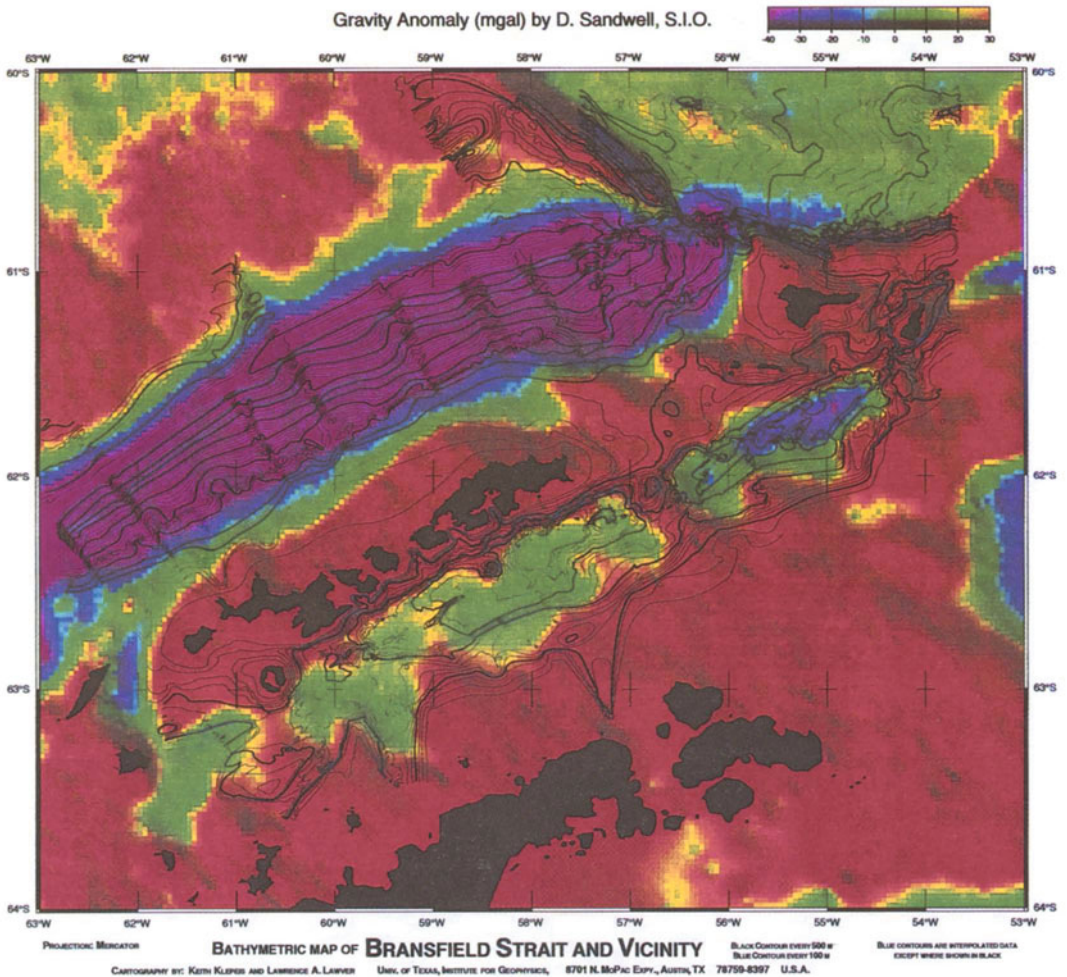 Gravity Anomaly (mgal) by D. Sandwell, S.I.O.
-40 -30 -20 -10 0 10 20 30
63°W 62°W 61°W 60°W 59°W 58°W 57°W 56°W 55°W 54°W 53°W
60°S 60°S
61°S 61°S
62°S 62°S
63°S 63°S
64°S 64°S
63°W 62°W 61°W 60°W 59°W 58°W 57°W 56°W 55°W 54°W 53°W
PROJECTION: MERCATOR
BATHYMETRIC MAP OF BRANSFIELD STRAIT AND VICINITY
BLACK CONTOUR EVERY 500 M
BLUE CONTOUR EVERY 100 M
BLUE CONTOURS ARE INTERPOLATED DATA
EXCEPT WHERE SHOWN IN BLACK
CARTOGRAPHY BY: KEITH KLEPEIS AND LAWRENCE A. LAWVER UNIV. OF TEXAS, INSTITUTE FOR GEOPHYSICS, 8701 N. MOPAC EXPY., AUSTIN, TX 78759-8397 U.S.A.